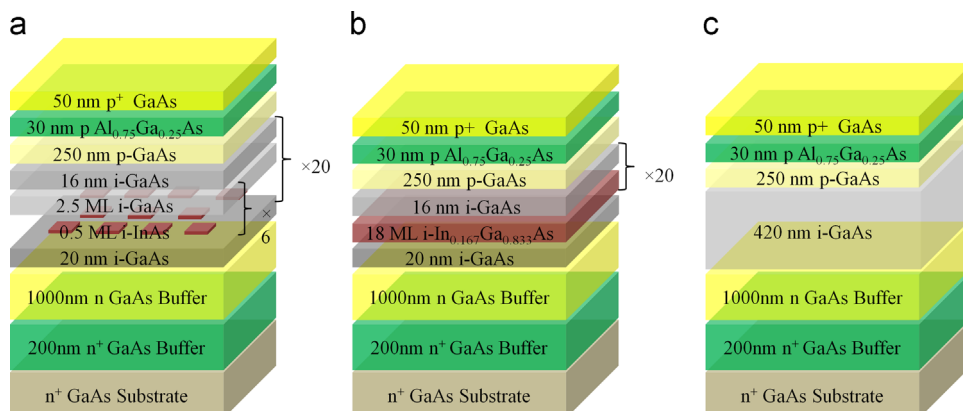 a
50 nm p⁺ GaAs
30 nm p Al₀.₇₅Ga₀.₂₅As
250 nm p-GaAs
16 nm i-GaAs
2.5 ML i-GaAs
0.5 ML i-InAs
20 nm i-GaAs
1000nm n GaAs Buffer
200nm n⁺ GaAs Buffer
n⁺ GaAs Substrate
×20
×
6
b
50 nm p+ GaAs
30 nm p Al₀.₇₅Ga₀.₂₅As
250 nm p-GaAs
16 nm i-GaAs
18 ML i-In₀.₁₆₇Ga₀.₈₃₃As
20 nm i-GaAs
1000nm n GaAs Buffer
200nm n⁺ GaAs Buffer
n⁺ GaAs Substrate
×20
c
50 nm p+ GaAs
30 nm p Al₀.₇₅Ga₀.₂₅As
250 nm p-GaAs
420 nm i-GaAs
1000nm n GaAs Buffer
200nm n⁺ GaAs Buffer
n⁺ GaAs Substrate